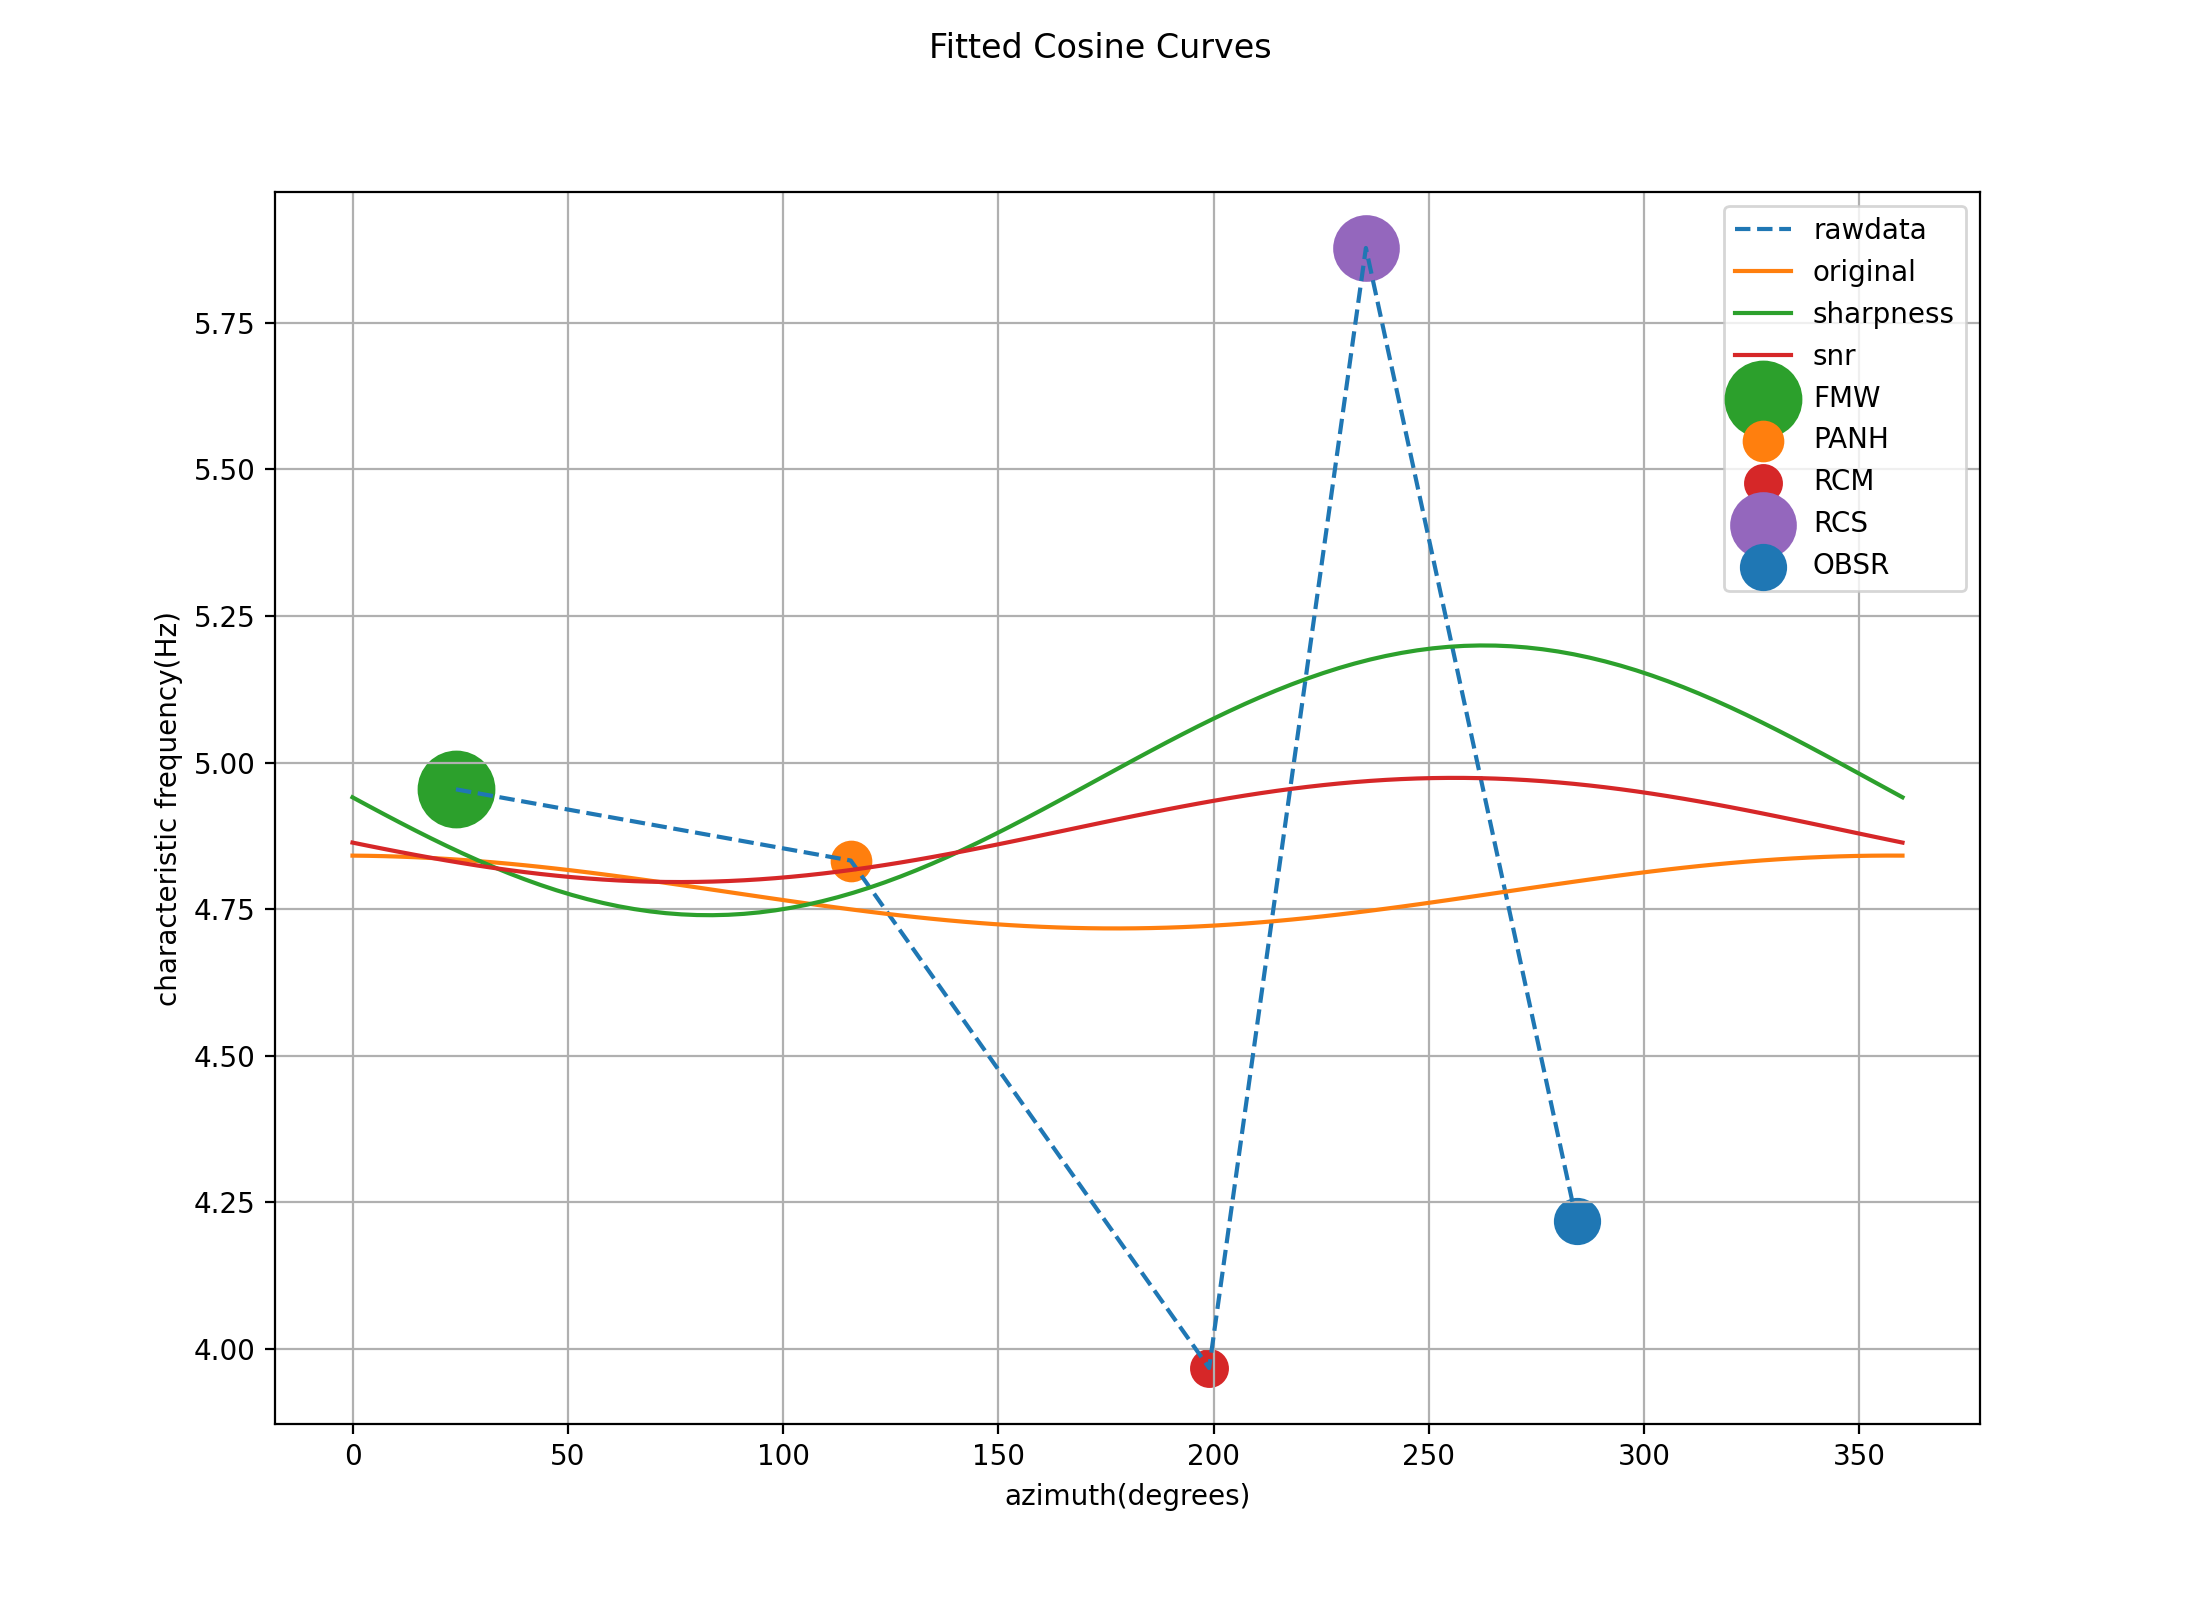 Fitted Cosine Curves
characteristic frequency(Hz)
5.75
5.50
5.25
5.00
4.75
4.50
4.25
4.00
rawdata
original
sharpness
snr
FMW
PANH
RCM
RCS
OBSR
0 50 100 150 200 250 300 350
azimuth(degrees)